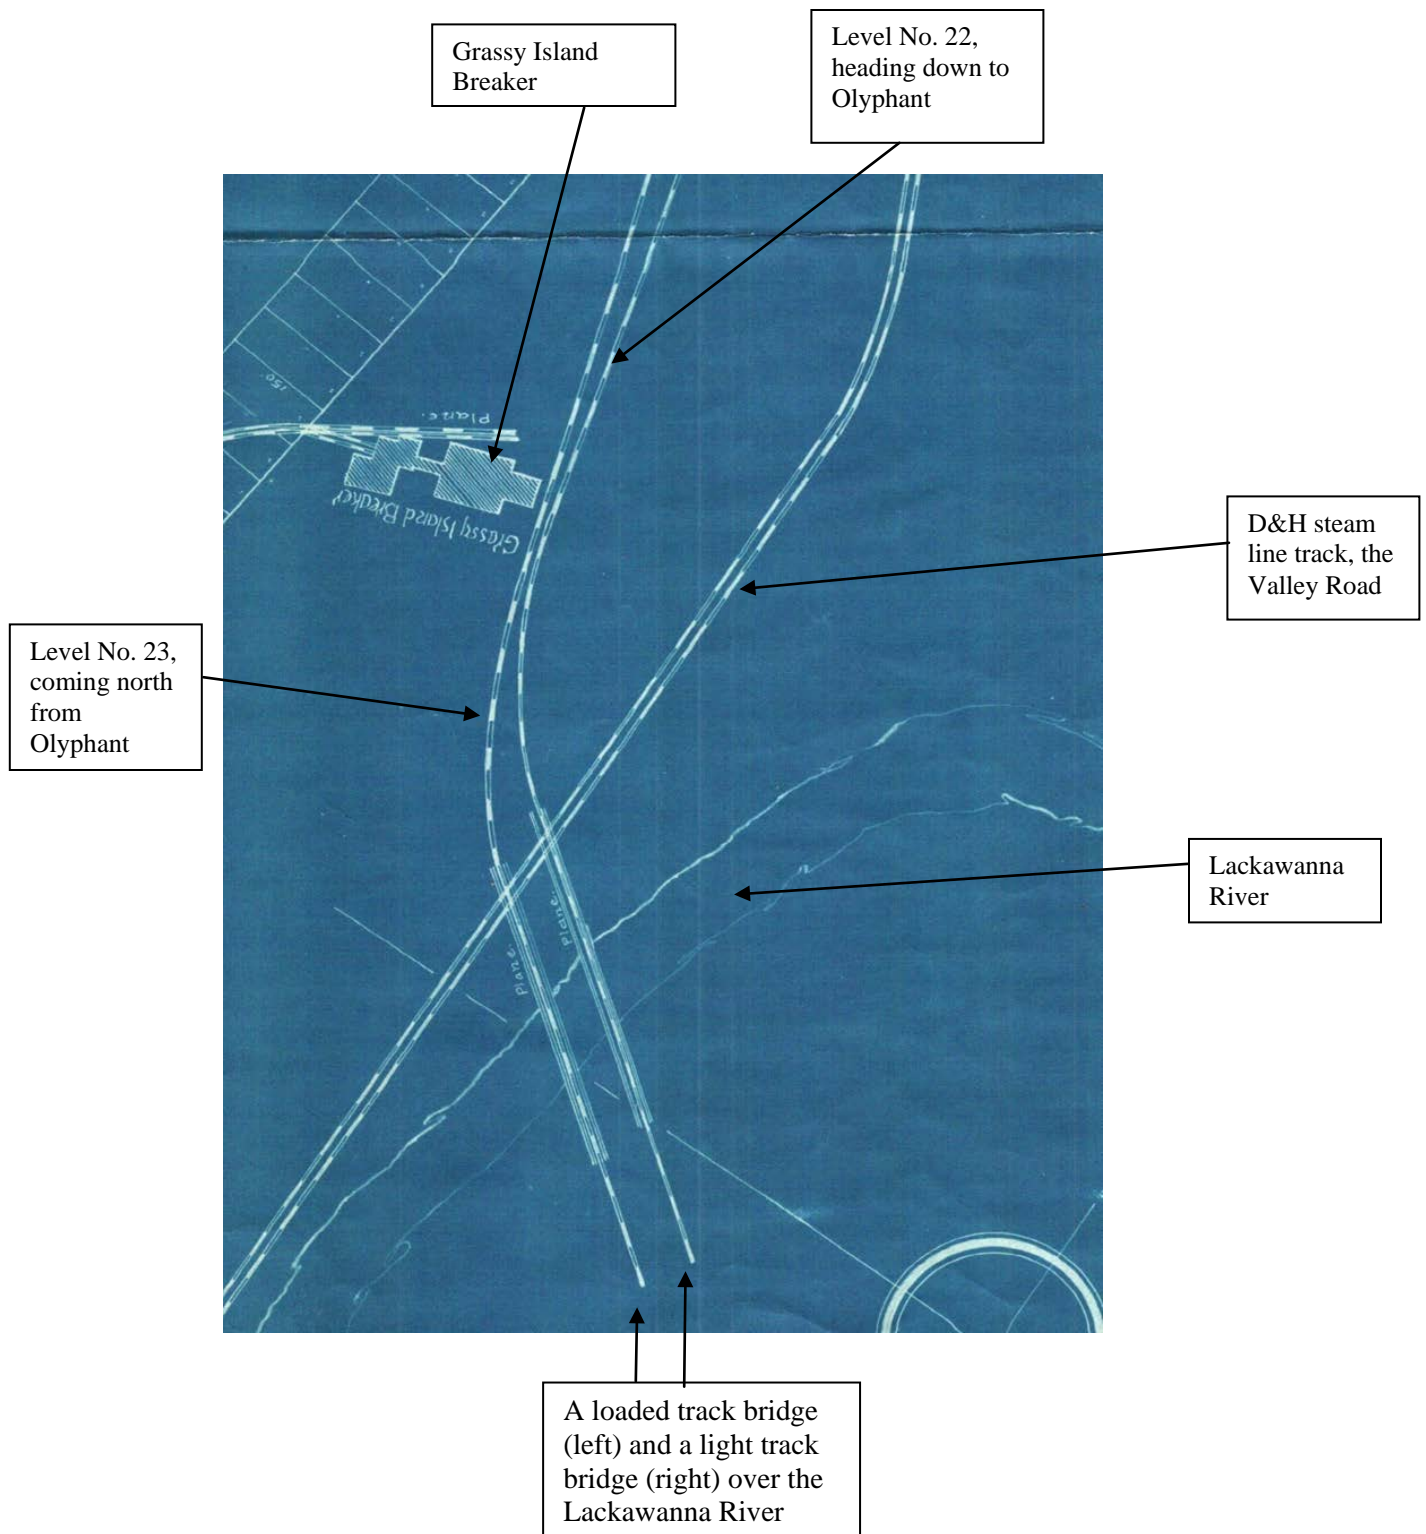 Grassy Island
Breaker
Level No. 22,
heading down to
Olyphant
150
Plane.
Grassy Island Breaker
D&H steam
line track, the
Valley Road
Level No. 23,
coming north
from
Olyphant
Lackawanna
River
Plane.
Plane.
A loaded track bridge
(left) and a light track
bridge (right) over the
Lackawanna River